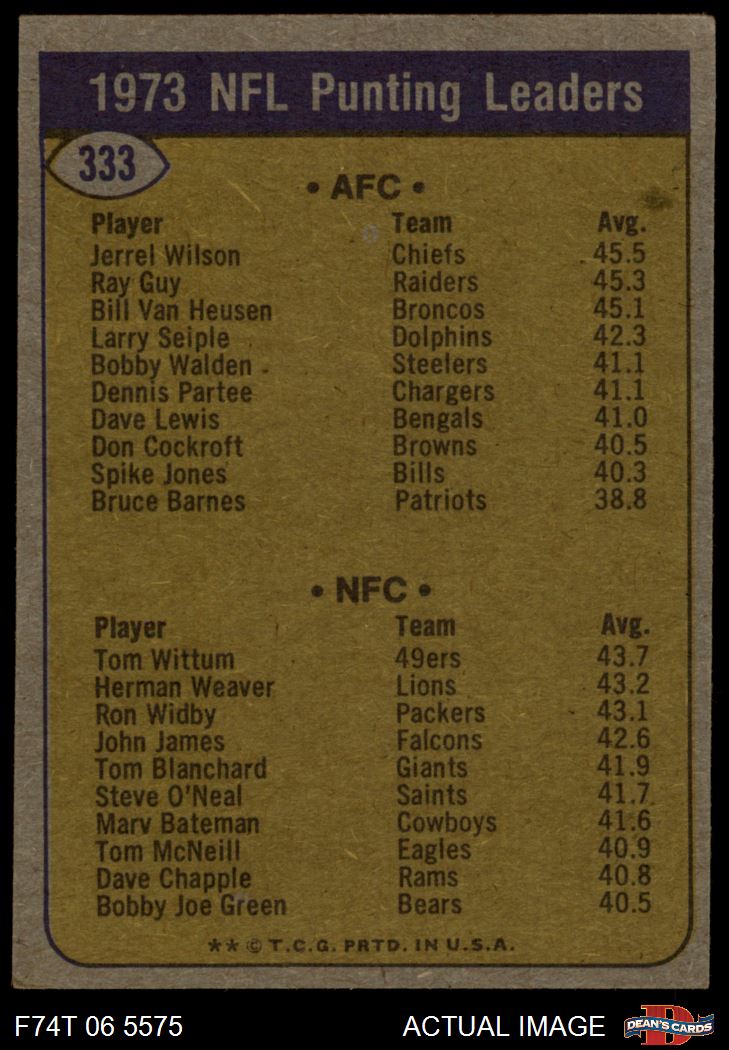 1973 NFL Punting Leaders
333
• AFC •
Player Team Avg.
Jerrel Wilson Chiefs 45.5
Ray Guy Raiders 45.3
Bill Van Heusen Broncos 45.1
Larry Seiple Dolphins 42.3
Bobby Walden Steelers 41.1
Dennis Partee Chargers 41.1
Dave Lewis Bengals 41.0
Don Cockroft Browns 40.5
Spike Jones Bills 40.3
Bruce Barnes Patriots 38.8
• NFC •
Player Team Avg.
Tom Wittum 49ers 43.7
Herman Weaver Lions 43.2
Ron Widby Packers 43.1
John James Falcons 42.6
Tom Blanchard Giants 41.9
Steve O'Neal Saints 41.7
Marv Bateman Cowboys 41.6
Tom McNeill Eagles 40.9
Dave Chapple Rams 40.8
Bobby Joe Green Bears 40.5
** © T.C.G. PRTD. IN U.S.A.
F74T 06 5575 ACTUAL IMAGE D DEAN'S CARDS